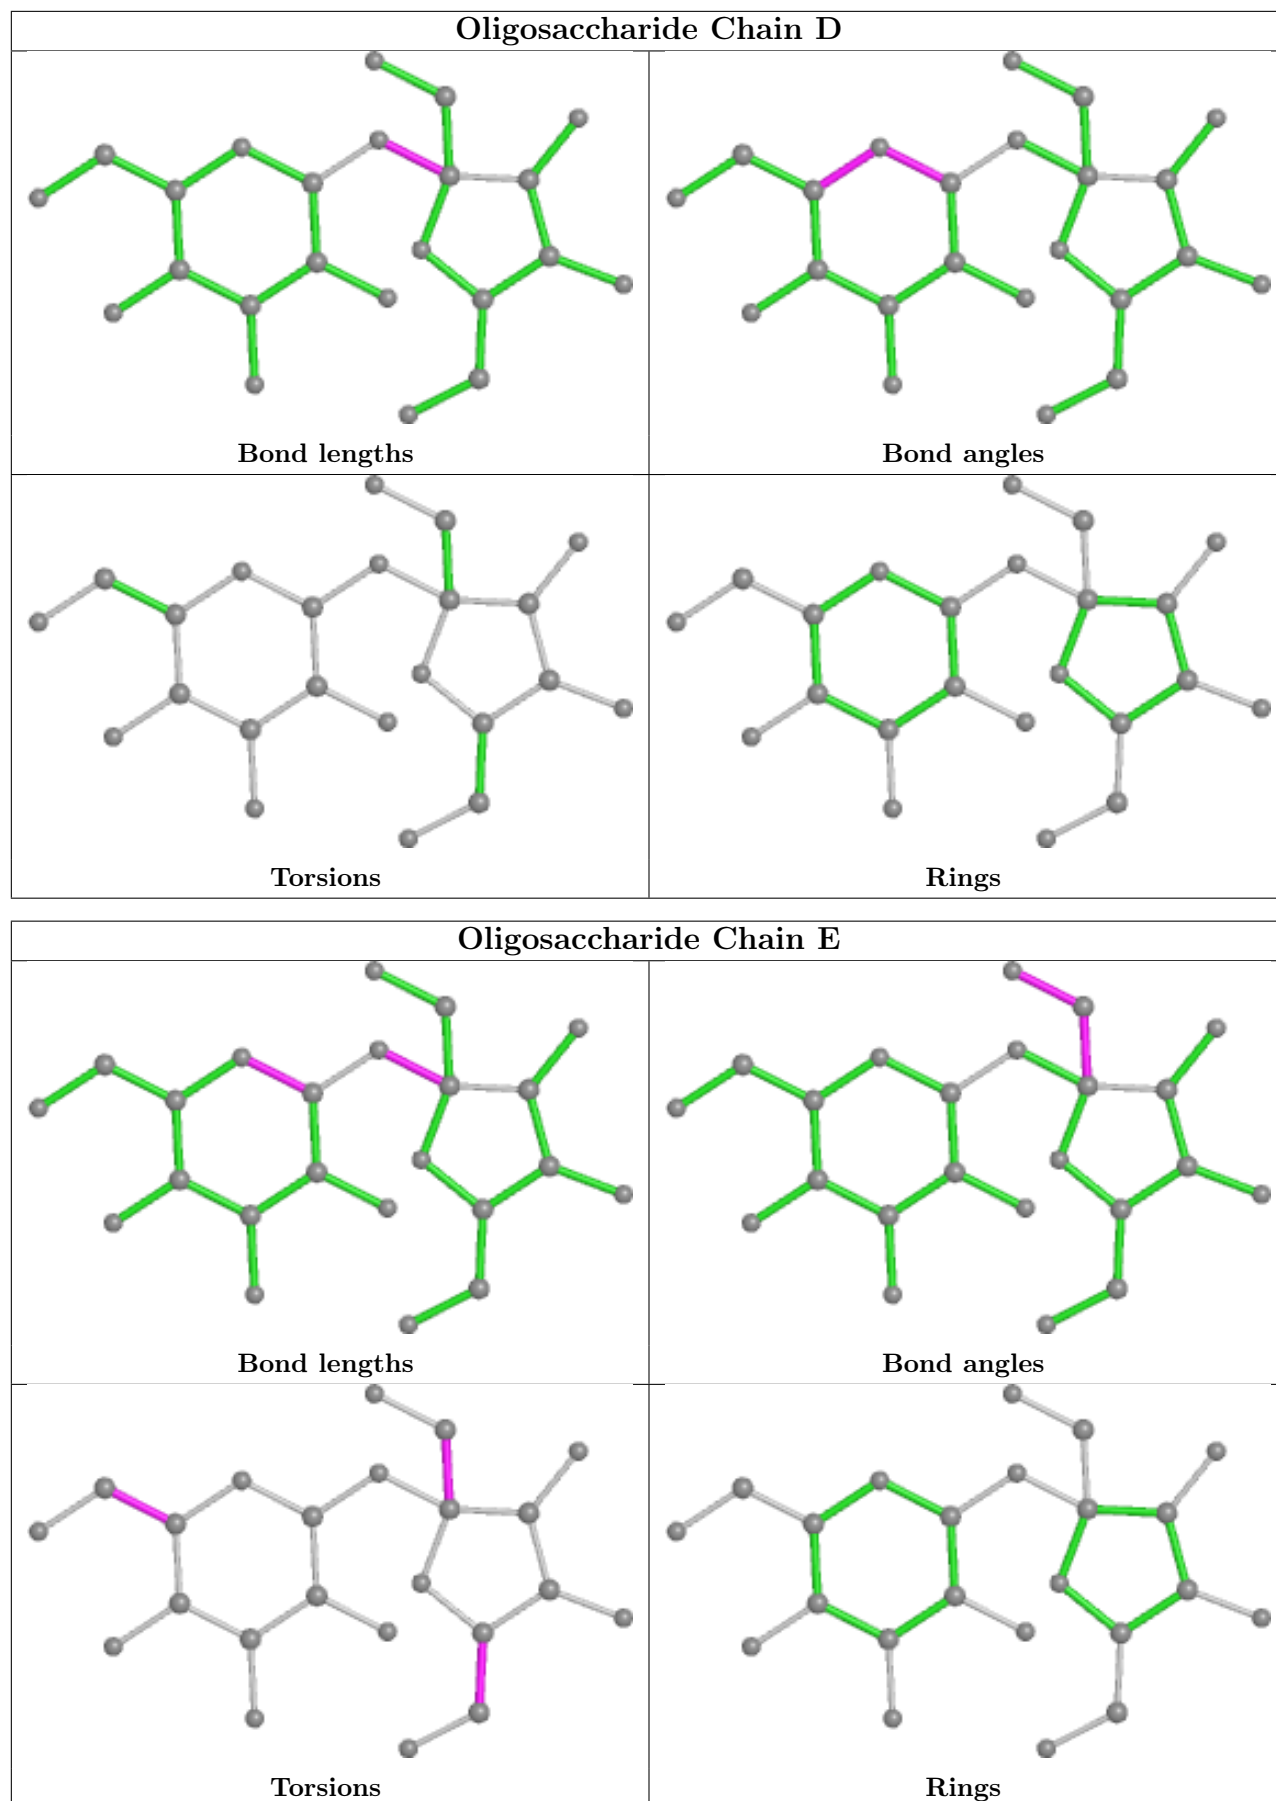 Oligosaccharide Chain D
Bond lengths
Bond angles
Torsions
Rings
Oligosaccharide Chain E
Bond lengths
Bond angles
Torsions
Rings